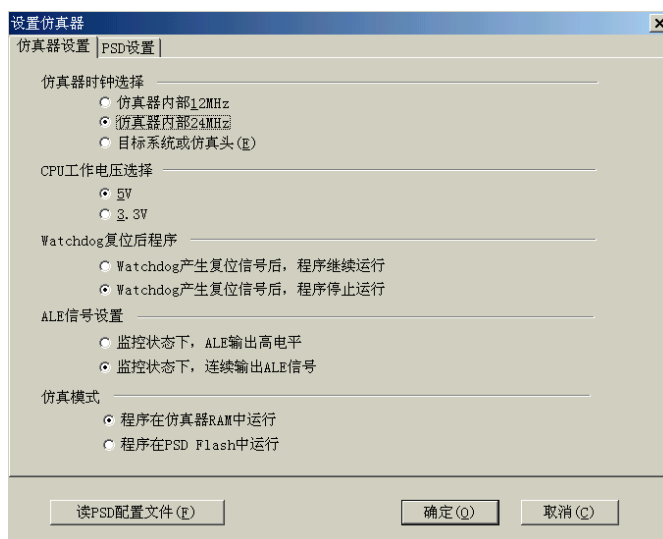 设置仿真器
仿真器设置 PSD设置
仿真器时钟选择
仿真器内部12MHz
仿真器内部24MHz
目标系统或仿真头(E)
CPU工作电压选择
5V
3.3V
Watchdog复位后程序
Watchdog产生复位信号后，程序继续运行
Watchdog产生复位信号后，程序停止运行
ALE信号设置
监控状态下，ALE输出高电平
监控状态下，连续输出ALE信号
仿真模式
程序在仿真器RAM中运行
程序在PSD Flash中运行
读PSD配置文件(F) 确定(O) 取消(C)